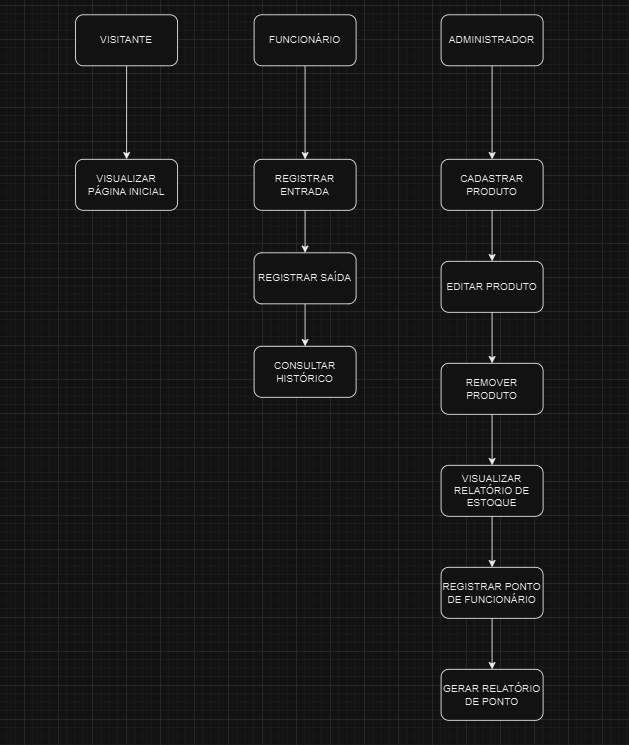 VISITANTE
FUNCIONÁRIO
ADMINISTRADOR
VISUALIZAR
PÁGINA INICIAL
REGISTRAR
ENTRADA
CADASTRAR
PRODUTO
REGISTRAR SAÍDA
EDITAR PRODUTO
CONSULTAR
HISTÓRICO
REMOVER
PRODUTO
VISUALIZAR
RELATÓRIO DE
ESTOQUE
REGISTRAR PONTO
DE FUNCIONÁRIO
GERAR RELATÓRIO
DE PONTO